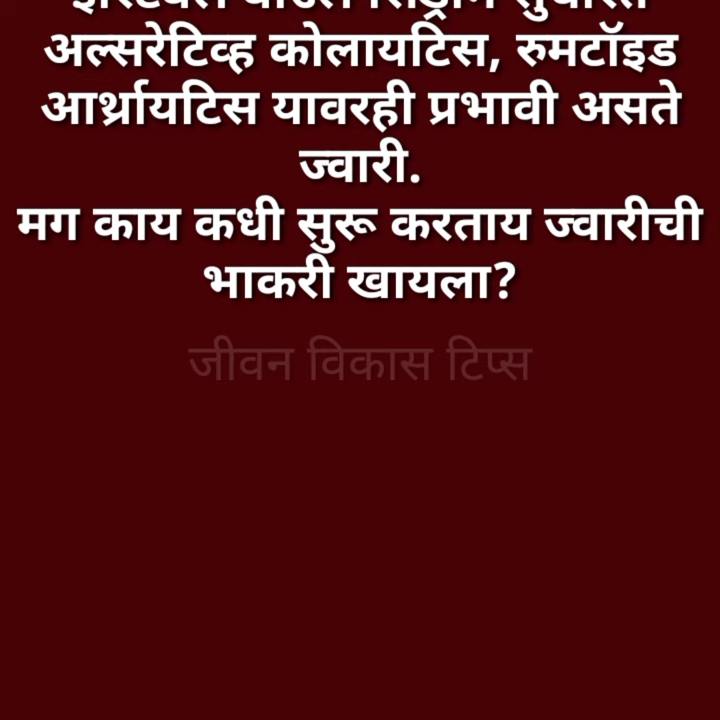 अल्सरेटिव्ह कोलायटिस, रुमटॉइड
आर्थ्रायटिस यावरही प्रभावी असते
ज्वारी.
मग काय कधी सुरू करताय ज्वारीची
भाकरी खायला?
जीवन विकास टिप्स